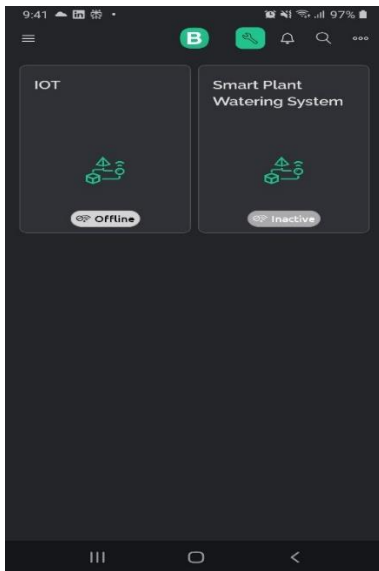 9:41
97%
B
IOT
Smart Plant
Watering System
Offline
Inactive